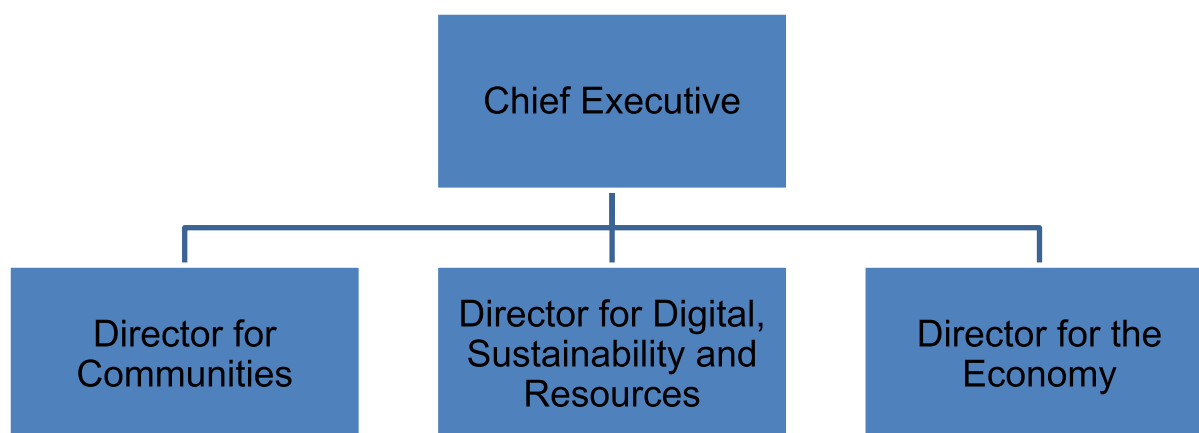 Chief Executive
Director for
Communities
Director for Digital,
Sustainability and
Resources
Director for the
Economy